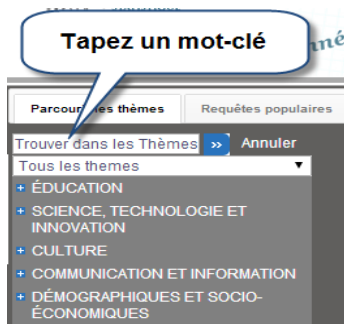 Tapez un mot-clé
Parcour les thèmes Requêtes populaires
Trouver dans les Thèmes » Annuler
Tous les themes
ÉDUCATION
SCIENCE, TECHNOLOGIE ET
INNOVATION
CULTURE
COMMUNICATION ET INFORMATION
DÉMOGRAPHIQUES ET SOCIO-
ÉCONOMIQUES